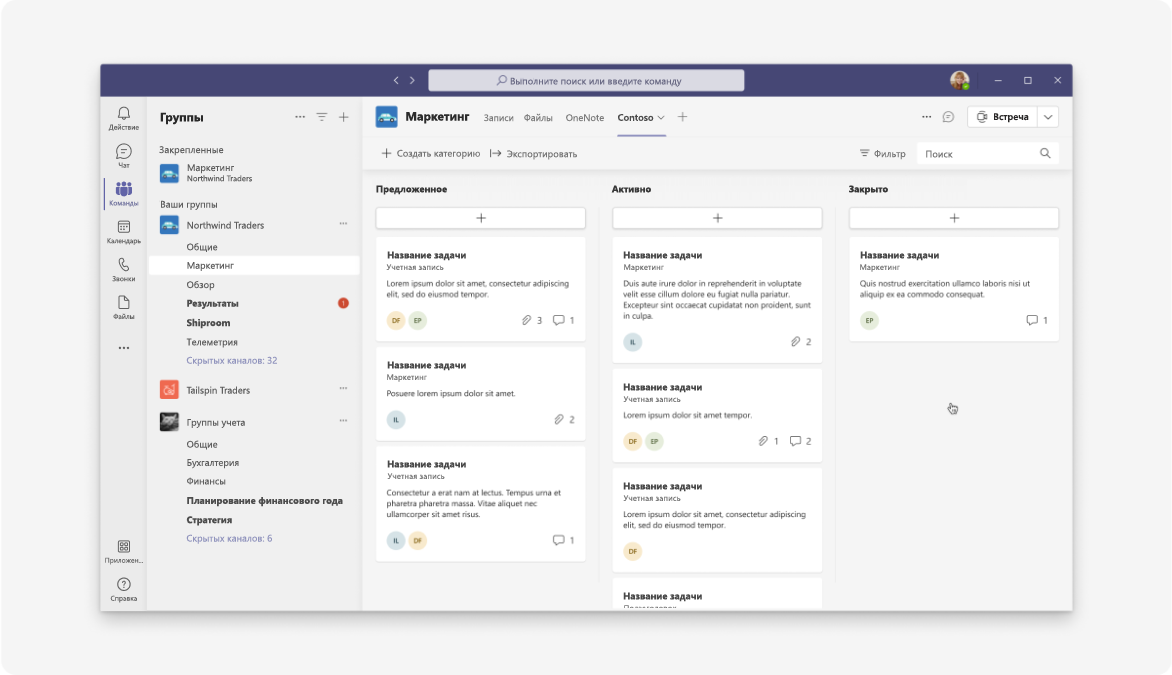 Выполните поиск или введите команду
Действие
Чат
Команды
Календарь
Звонки
Файлы
Приложен...
Справка
Группы
Закрепленные
Маркетинг
Northwind Traders
Ваши группы
Northwind Traders
Общие
Маркетинг
Обзор
Результаты
Shiproom
Телеметрия
Скрытых каналов: 32
Tailspin Traders
Группы учета
Общие
Бухгалтерия
Финансы
Планирование финансового года
Стратегия
Скрытых каналов: 6
Маркетинг Записи Файлы OneNote Contoso
Встреча
Создать категорию Экспортировать
Фильтр Поиск
Предложенное
Название задачи
Учетная запись
Lorem ipsum dolor sit amet, consectetur adipiscing
elit, sed do eiusmod tempor.
DF EP 3 1
Название задачи
Маркетинг
Posuere lorem ipsum dolor sit amet.
IL 2
Название задачи
Учетная запись
Consectetur a erat nam at lectus. Tempus urna et
pharetra pharetra massa. Vitae aliquet nec
ullamcorper sit amet risus.
IL DF 1
Активно
Название задачи
Маркетинг
Duis aute irure dolor in reprehenderit in voluptate
velit esse cillum dolore eu fugiat nulla pariatur.
Excepteur sint occaecat cupidatat non proident, sunt
in culpa.
IL 2
Название задачи
Учетная запись
Lorem ipsum dolor sit amet tempor.
DF EP 1 2
Название задачи
Учетная запись
Lorem ipsum dolor sit amet, consectetur adipiscing
elit, sed do eiusmod tempor.
DF
Название задачи
Закрыто
Название задачи
Маркетинг
Quis nostrud exercitation ullamco laboris nisi ut
aliquip ex ea commodo consequat.
EP 1